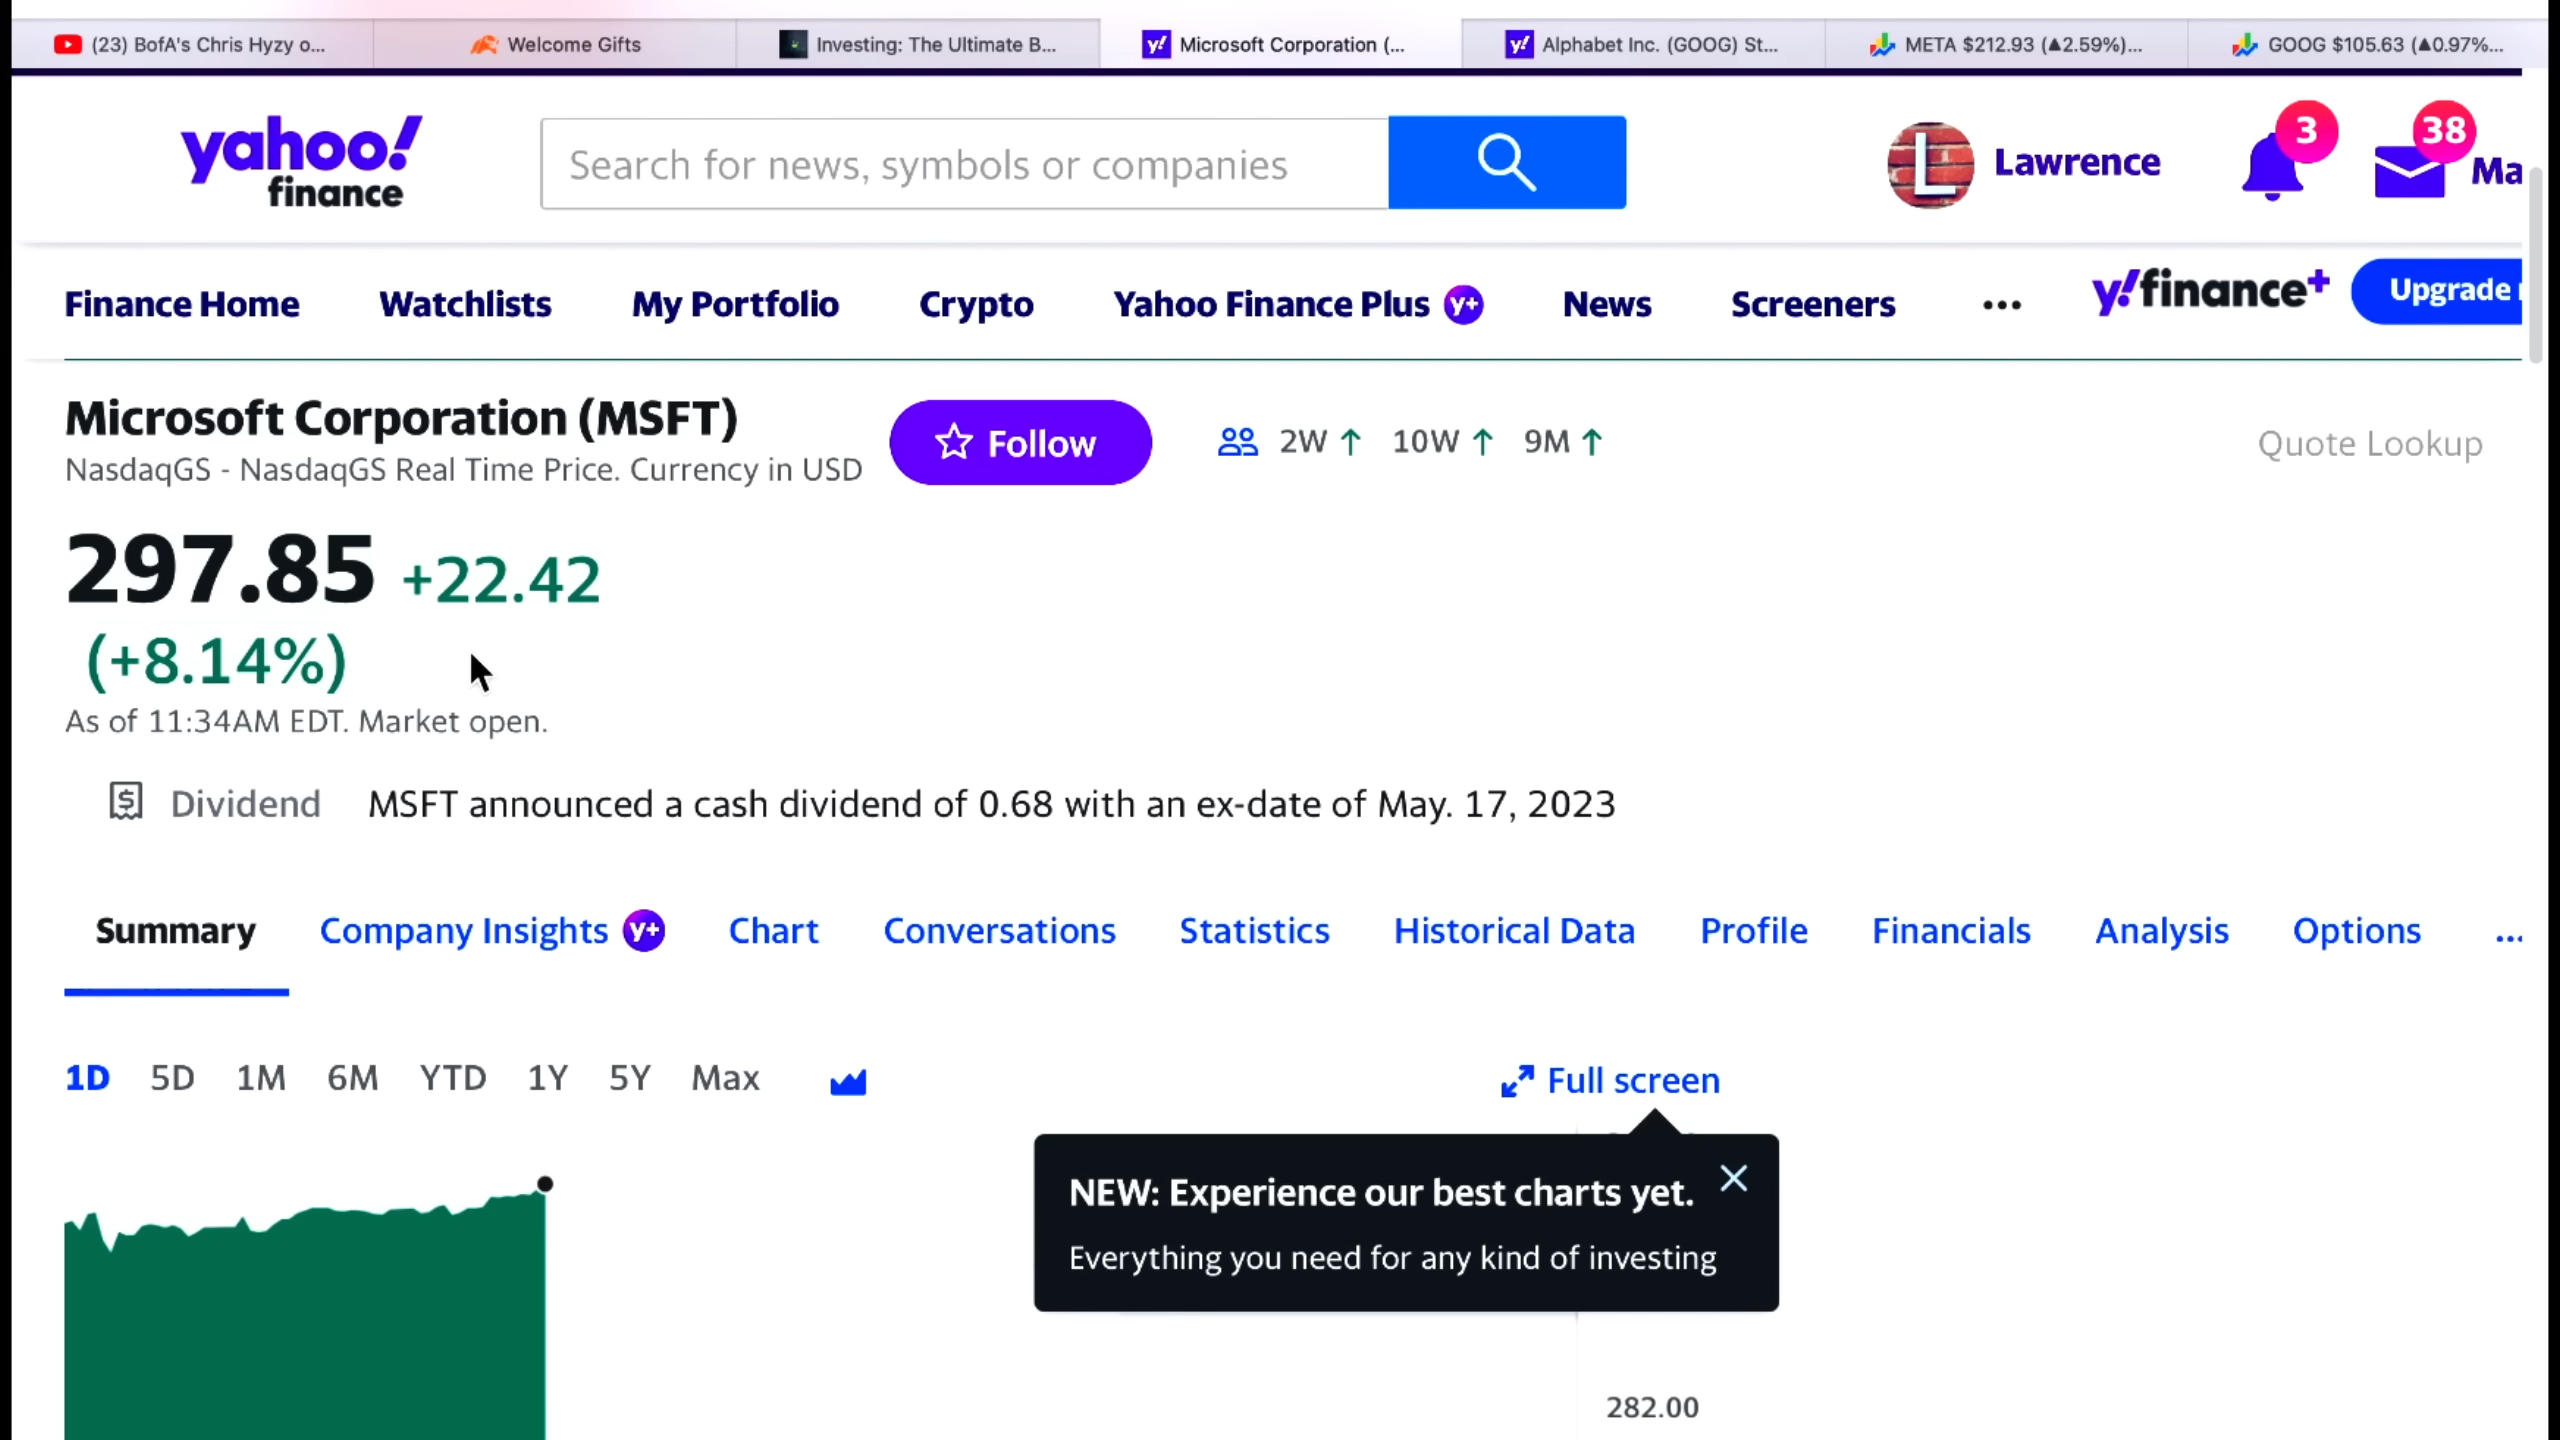 (23) BofA's Chris Hyzy o...
Welcome Gifts
Investing: The Ultimate B...
Microsoft Corporation (...
Alphabet Inc. (GOOG) St...
META $212.93 (▲2.59%)...
GOOG $105.63 (▲0.97%...
yahoo!
finance
Search for news, symbols or companies
L
Lawrence
3
38
Ma
Finance Home
Watchlists
My Portfolio
Crypto
Yahoo Finance Plus y+
News
Screeners
...
y!finance+
Upgrade
Microsoft Corporation (MSFT)
NasdaqGS - NasdaqGS Real Time Price. Currency in USD
Follow
2W ↑ 10W ↑ 9M ↑
Quote Lookup
297.85 +22.42
(+8.14%)
As of 11:34AM EDT. Market open.
Dividend MSFT announced a cash dividend of 0.68 with an ex-date of May. 17, 2023
Summary
Company Insights y+
Chart
Conversations
Statistics
Historical Data
Profile
Financials
Analysis
Options
...
1D 5D 1M 6M YTD 1Y 5Y Max
Full screen
NEW: Experience our best charts yet.
Everything you need for any kind of investing
282.00